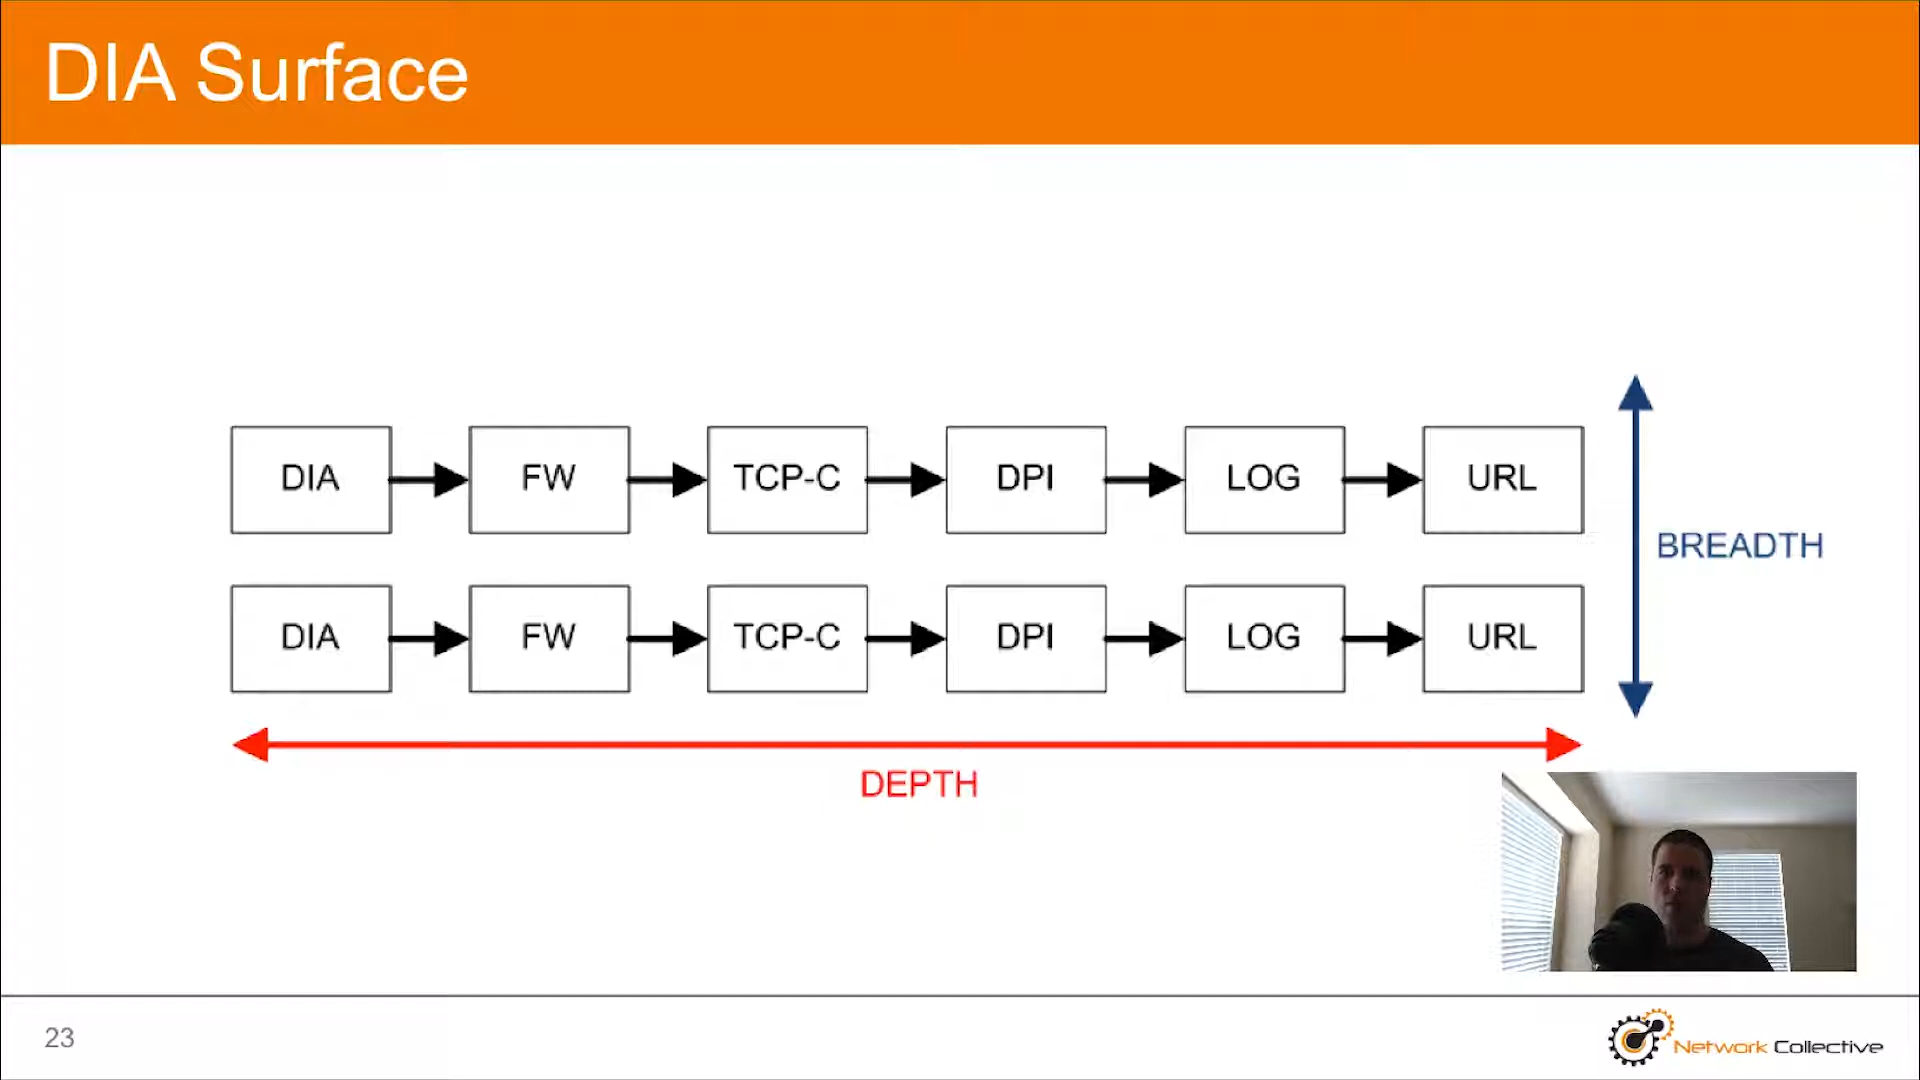 DIA Surface
DIA FW TCP-C DPI LOG URL
BREADTH
DIA FW TCP-C DPI LOG URL
DEPTH
23
Network Collective